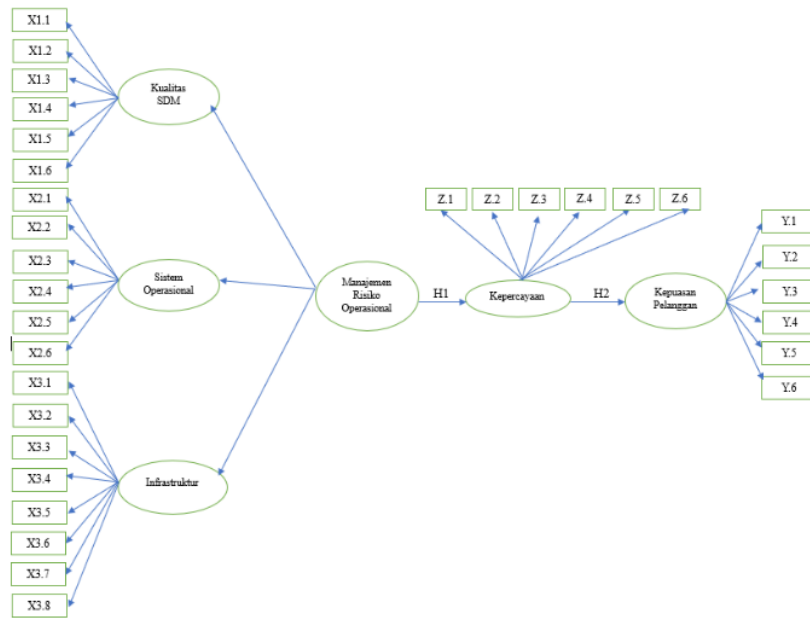 X1.1
X1.2
X1.3
X1.4
X1.5
X1.6
Kualitas
SDM
X2.1
X2.2
X2.3
X2.4
X2.5
X2.6
Sistem
Operasional
X3.1
X3.2
X3.3
X3.4
X3.5
X3.6
X3.7
X3.8
Infrastruktur
Manajemen
Risiko
Operasional
H1
Z.1
Z.2
Z.3
Z.4
Z.5
Z.6
Kepercayaan
H2
Kepuasan
Pelanggan
Y.1
Y.2
Y.3
Y.4
Y.5
Y.6